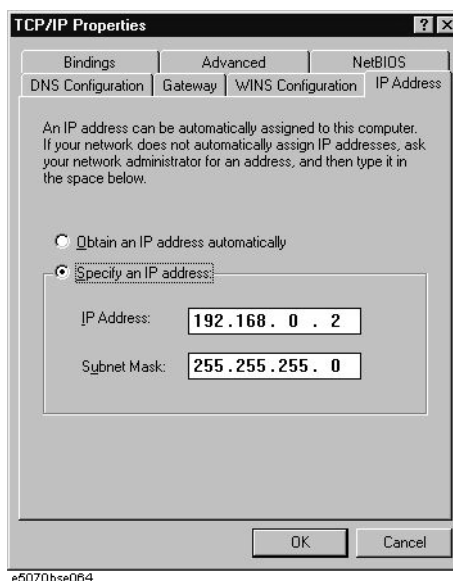 TCP/IP Properties
? X
Bindings Advanced NetBIOS
DNS Configuration Gateway WINS Configuration IP Address
An IP address can be automatically assigned to this computer.
If your network does not automatically assign IP addresses, ask
your network administrator for an address, and then type it in
the space below.
Obtain an IP address automatically
Specify an IP address:
IP Address: 192.168. 0 . 2
Subnet Mask: 255.255.255. 0
OK Cancel
e5070bse064